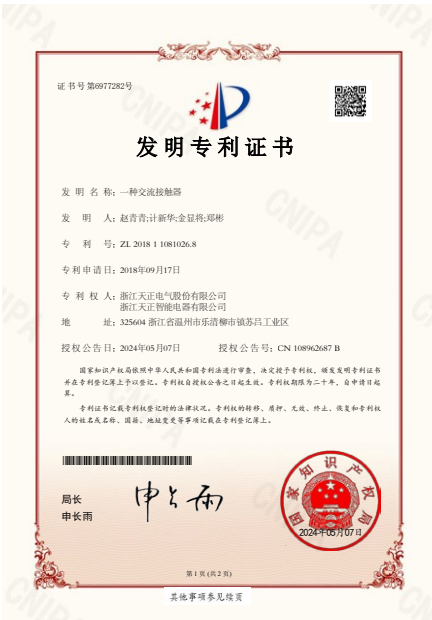 证书号第6977282号
发明专利证书
发明名称：一种交流接触器
发明人：赵青青;计新华;金显将;郑彬
专利号：ZL 2018 1 1081026.8
专利申请日：2018年09月17日
专利权人：浙江天正电气股份有限公司
浙江天正智能电器有限公司
地址：325604 浙江省温州市乐清柳市镇苏吕工业区
授权公告日：2024年05月07日 授权公告号：CN 108962687 B
国家知识产权局依照中华人民共和国专利法进行审查，决定授予专利权，颁发发明专利证书
并在专利登记簿上予以登记。专利权自授权公告之日起生效。专利权期限为二十年，自申请日起
算。
专利证书记载专利权登记时的法律状况。专利权的转移、质押、无效、终止、恢复和专利权
人的姓名或名称、国籍、地址变更等事项记载在专利登记簿上。
局长
申长雨
申长雨
国家知识产权局
2024年05月07日
第 1 页 (共 2 页)
其他事项参见续页
CNIPA
CNIPA
CNIPA
CNIPA
CNIPA
CNIPA